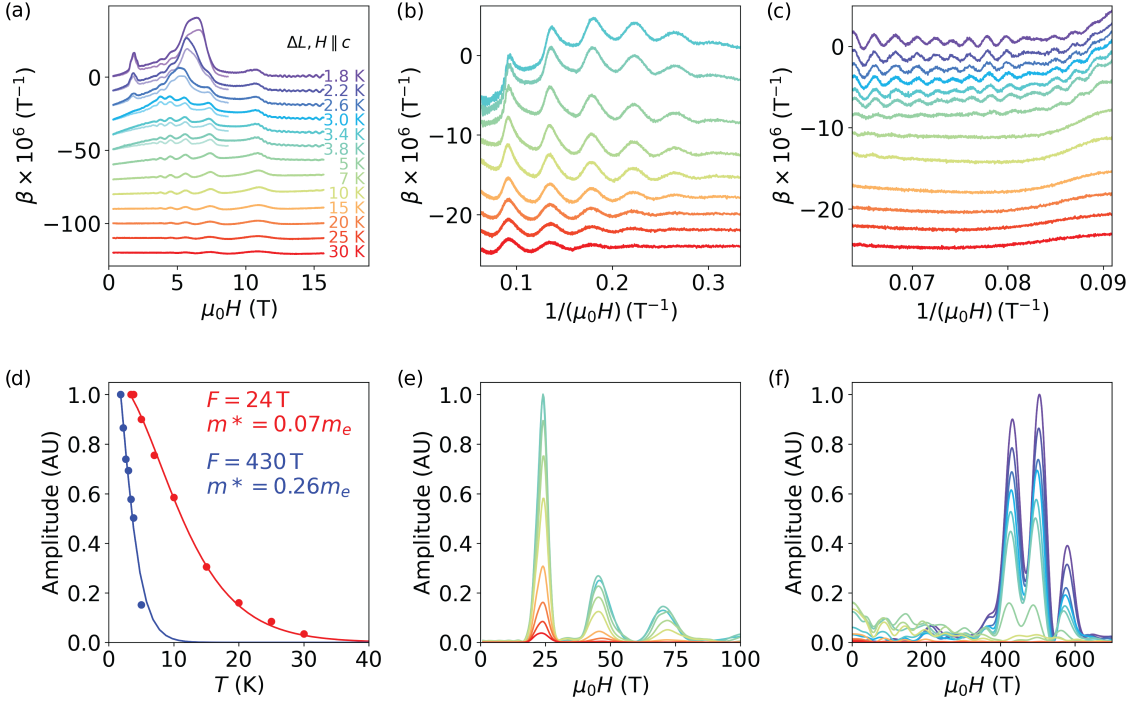 (a)
ΔL, H ∥ c
β × 10⁶ (T⁻¹)
0
−50
−100
1.8 K
2.2 K
2.6 K
3.0 K
3.4 K
3.8 K
5 K
7 K
10 K
15 K
20 K
25 K
30 K
0 5 10 15
μ₀H (T)
(b)
β × 10⁶ (T⁻¹)
0
−10
−20
0.1 0.2 0.3
1/(μ₀H) (T⁻¹)
(c)
β × 10⁶ (T⁻¹)
0
−10
−20
0.07 0.08 0.09
1/(μ₀H) (T⁻¹)
(d)
Amplitude (AU)
1.0
0.8
0.6
0.4
0.2
0.0
F = 24 T
m* = 0.07mₑ
F = 430 T
m* = 0.26mₑ
0 10 20 30 40
T (K)
(e)
Amplitude (AU)
1.0
0.8
0.6
0.4
0.2
0.0
0 25 50 75 100
μ₀H (T)
(f)
Amplitude (AU)
1.0
0.8
0.6
0.4
0.2
0.0
0 200 400 600
μ₀H (T)